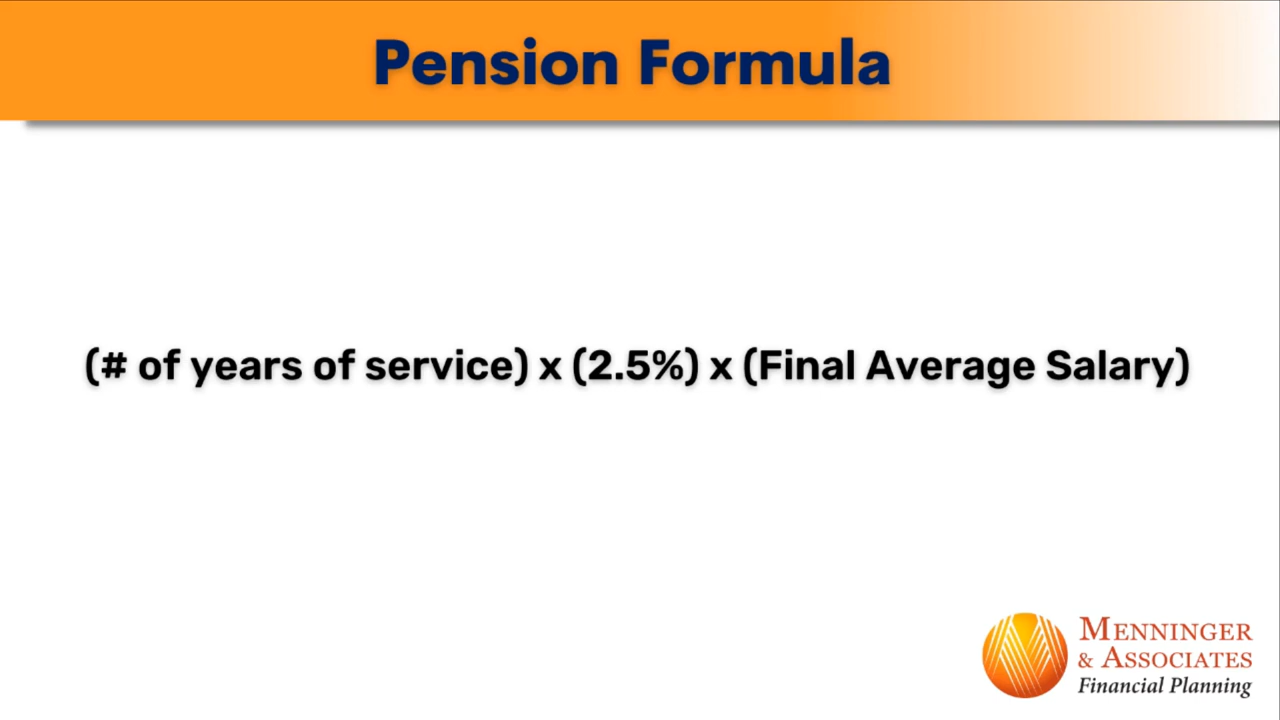 Pension Formula
(# of years of service) x (2.5%) x (Final Average Salary)
MENNINGER
& ASSOCIATES
Financial Planning